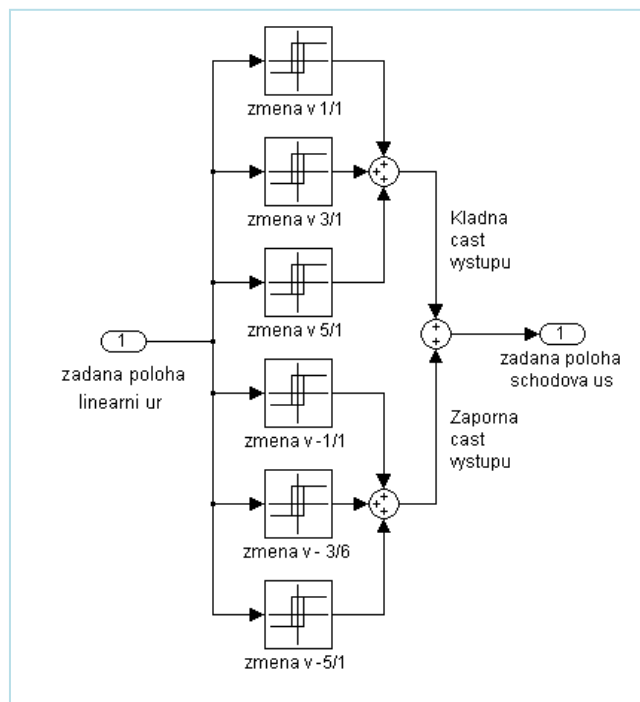 zmena v 1/1
zmena v 3/1
Kladna
cast
vystupu
zmena v 5/1
1
zadana poloha
linearni ur
1
zadana poloha
schodova us
zmena v -1/1
Zaporna
cast
vystupu
zmena v - 3/6
zmena v -5/1